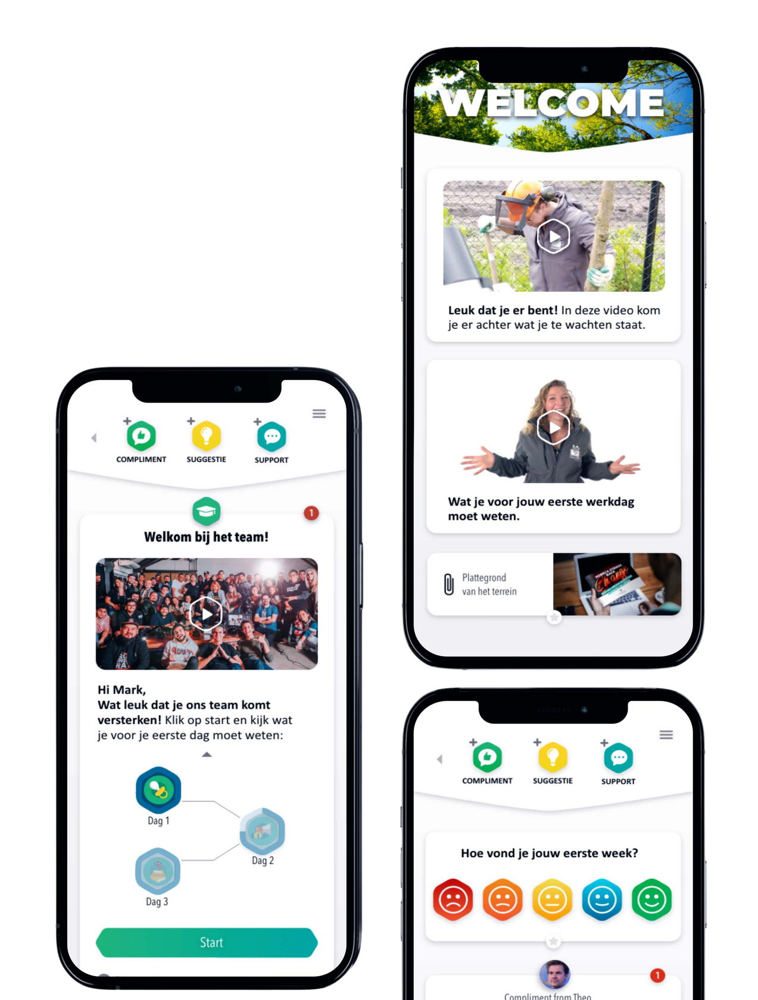 WELCOME
Leuk dat je er bent! In deze video kom
je er achter wat je te wachten staat.
Wat je voor jouw eerste werkdag
moet weten.
Plattegrond
van het terrein
Change
COMPLIMENT
SUGGESTIE
SUPPORT
1
Welkom bij het team!
Hi Mark,
Wat leuk dat je ons team komt
versterken! Klik op start en kijk wat
je voor je eerste dag moet weten:
Dag 1
Dag 2
Dag 3
Start
COMPLIMENT
SUGGESTIE
SUPPORT
Hoe vond je jouw eerste week?
1
Compliment from Theo